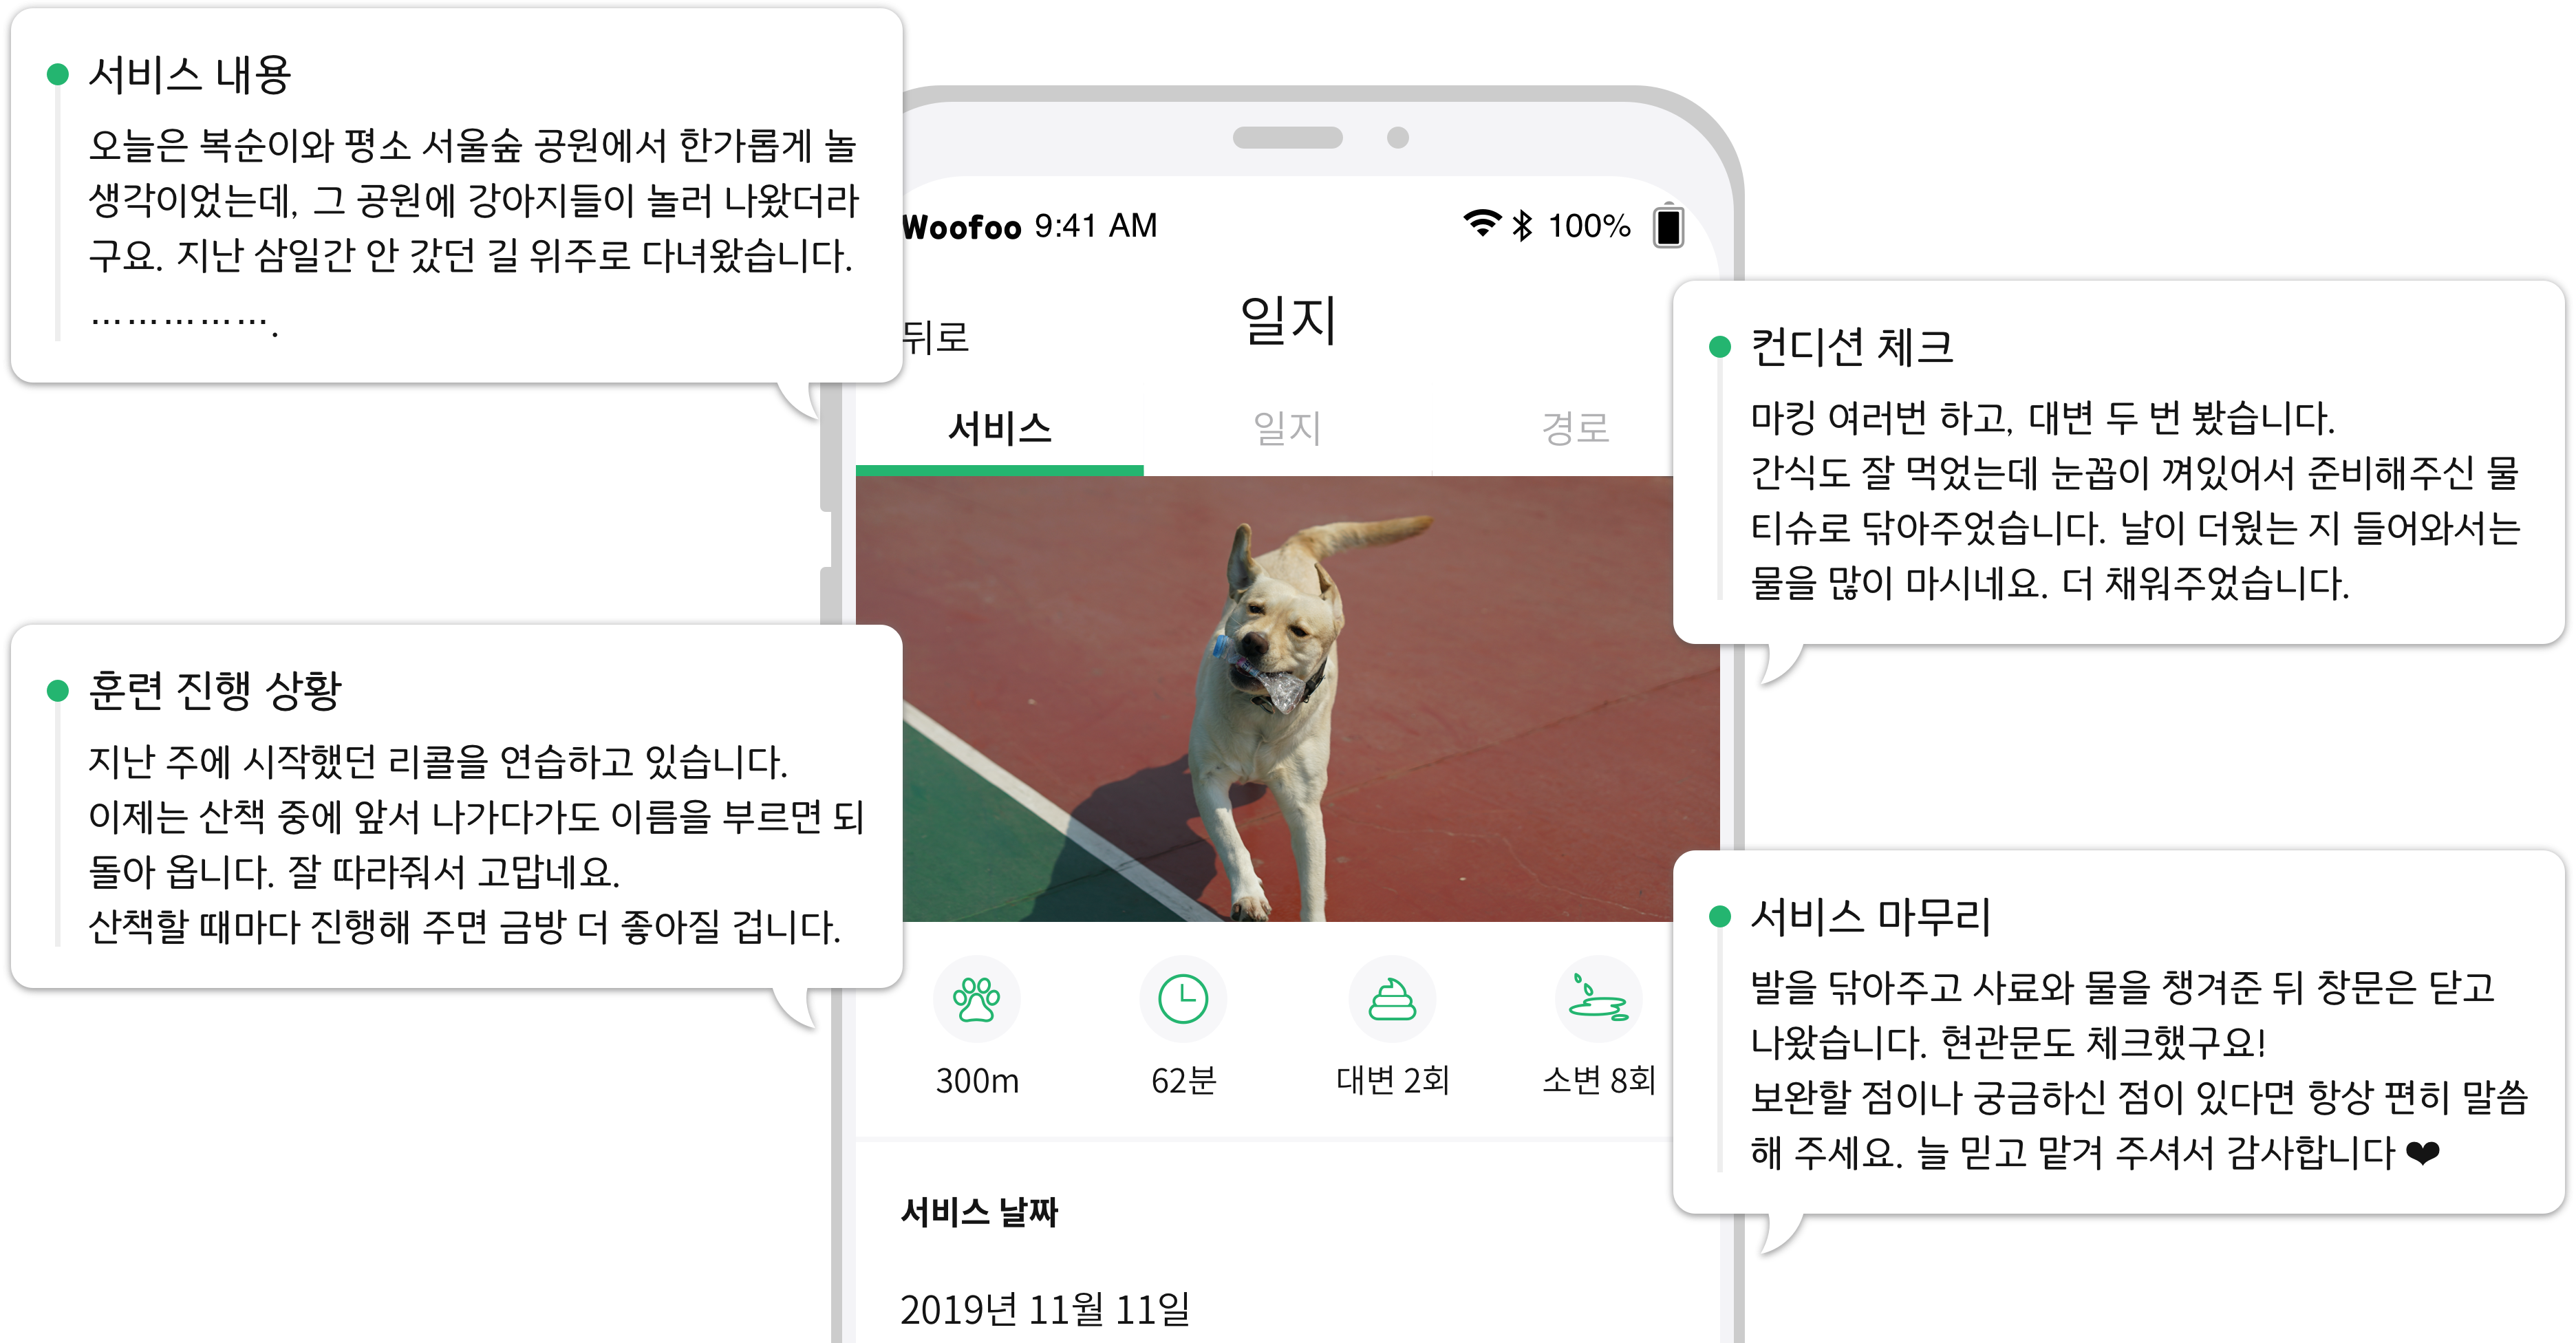 서비스 내용
오늘은 복순이와 평소 서울숲 공원에서 한가롭게 놀
생각이었는데, 그 공원에 강아지들이 놀러 나왔더라
구요. 지난 삼일간 안 갔던 길 위주로 다녀왔습니다.
………………….
훈련 진행 상황
지난 주에 시작했던 리콜을 연습하고 있습니다.
이제는 산책 중에 앞서 나가다가도 이름을 부르면 되
돌아 옵니다. 잘 따라줘서 고맙네요.
산책할 때마다 진행해 주면 금방 더 좋아질 겁니다.
Woofoo 9:41 AM 100%
뒤로 일지
서비스 일지 경로
300m 62분 대변 2회 소변 8회
서비스 날짜
2019년 11월 11일
컨디션 체크
마킹 여러번 하고, 대변 두 번 봤습니다.
간식도 잘 먹었는데 눈꼽이 껴있어서 준비해주신 물
티슈로 닦아주었습니다. 날이 더웠는 지 들어와서는
물을 많이 마시네요. 더 채워주었습니다.
서비스 마무리
발을 닦아주고 사료와 물을 챙겨준 뒤 창문은 닫고
나왔습니다. 현관문도 체크했구요!
보완할 점이나 궁금하신 점이 있다면 항상 편히 말씀
해 주세요. 늘 믿고 맡겨 주셔서 감사합니다 ❤